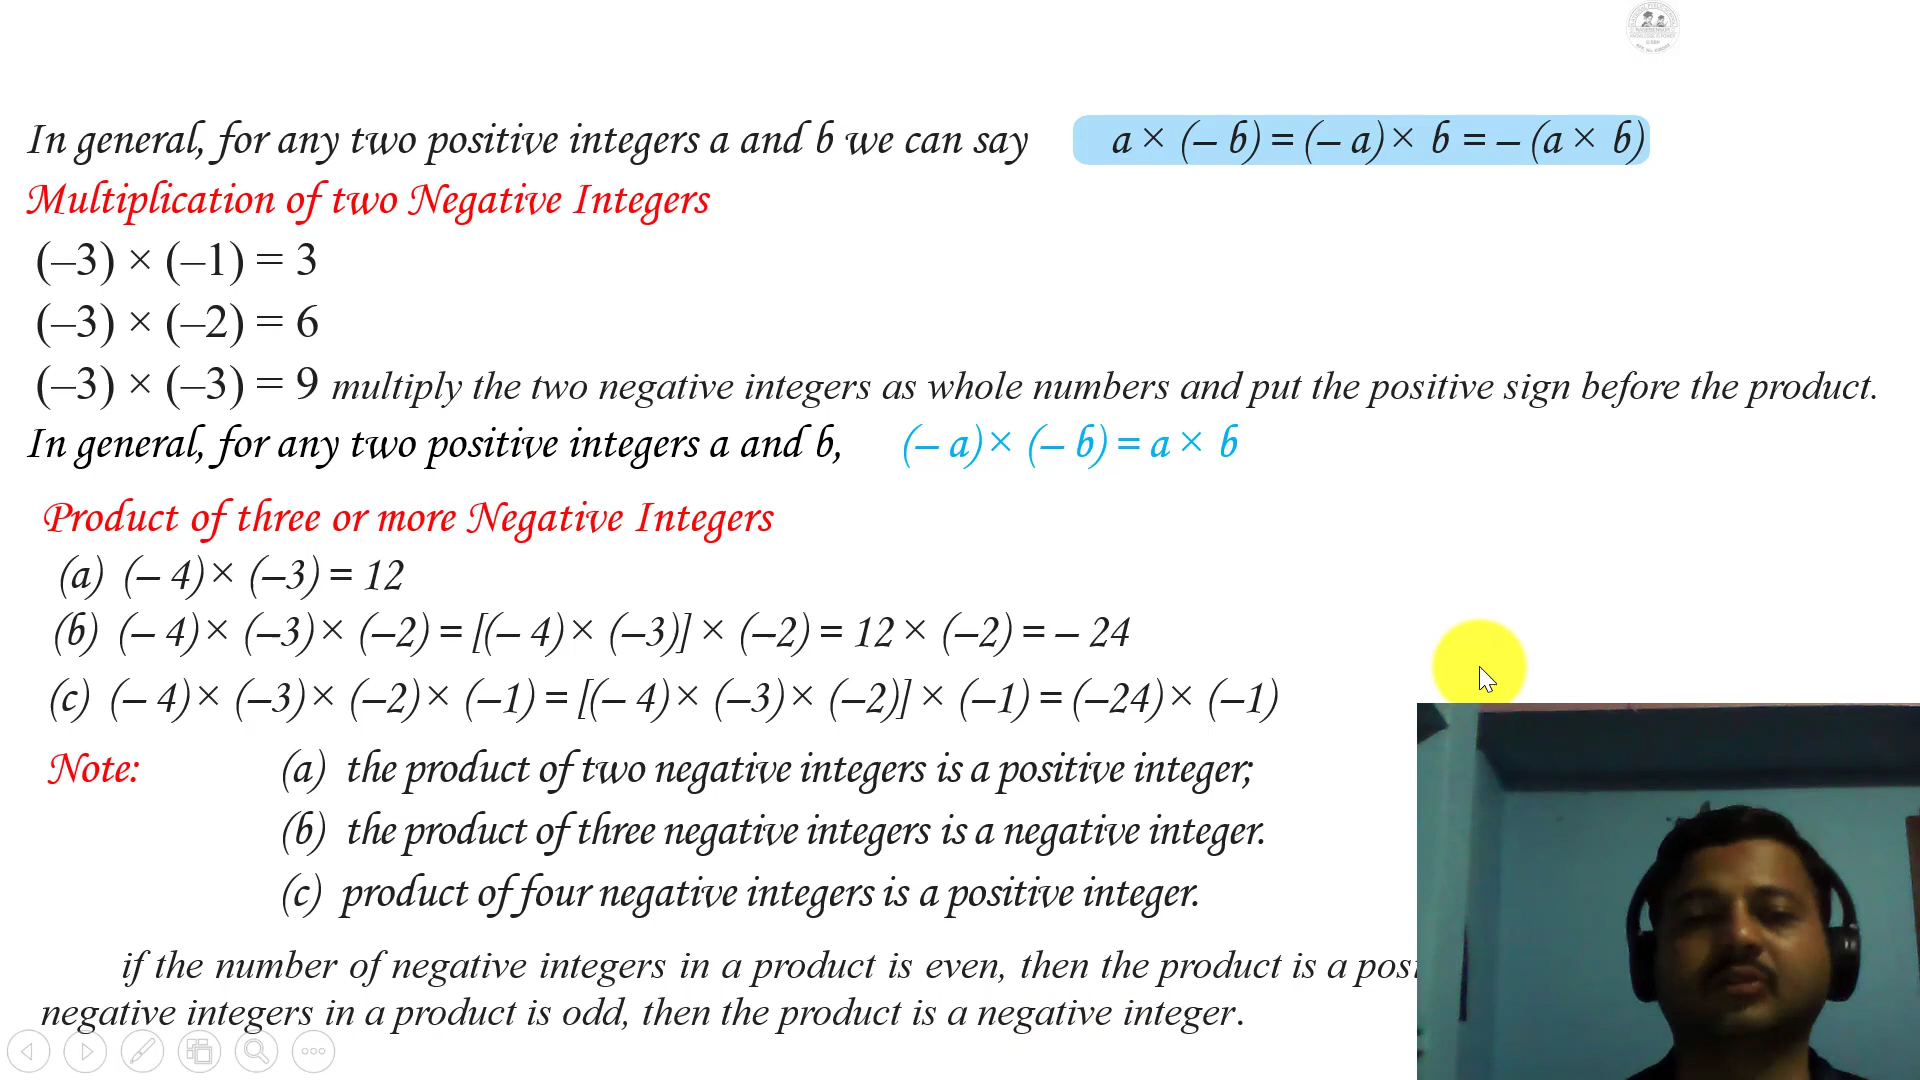 In general, for any two positive integers a and b we can say a × (– b) = (– a) × b = – (a × b)
Multiplication of two Negative Integers
(–3) × (–1) = 3
(–3) × (–2) = 6
(–3) × (–3) = 9 multiply the two negative integers as whole numbers and put the positive sign before the product.
In general, for any two positive integers a and b, (– a) × (– b) = a × b
Product of three or more Negative Integers
(a) (– 4) × (–3) = 12
(b) (– 4) × (–3) × (–2) = [(– 4) × (–3)] × (–2) = 12 × (–2) = – 24
(c) (– 4) × (–3) × (–2) × (–1) = [(– 4) × (–3) × (–2)] × (–1) = (–24) × (–1)
Note: (a) the product of two negative integers is a positive integer;
(b) the product of three negative integers is a negative integer.
(c) product of four negative integers is a positive integer.
if the number of negative integers in a product is even, then the product is a posi
negative integers in a product is odd, then the product is a negative integer.